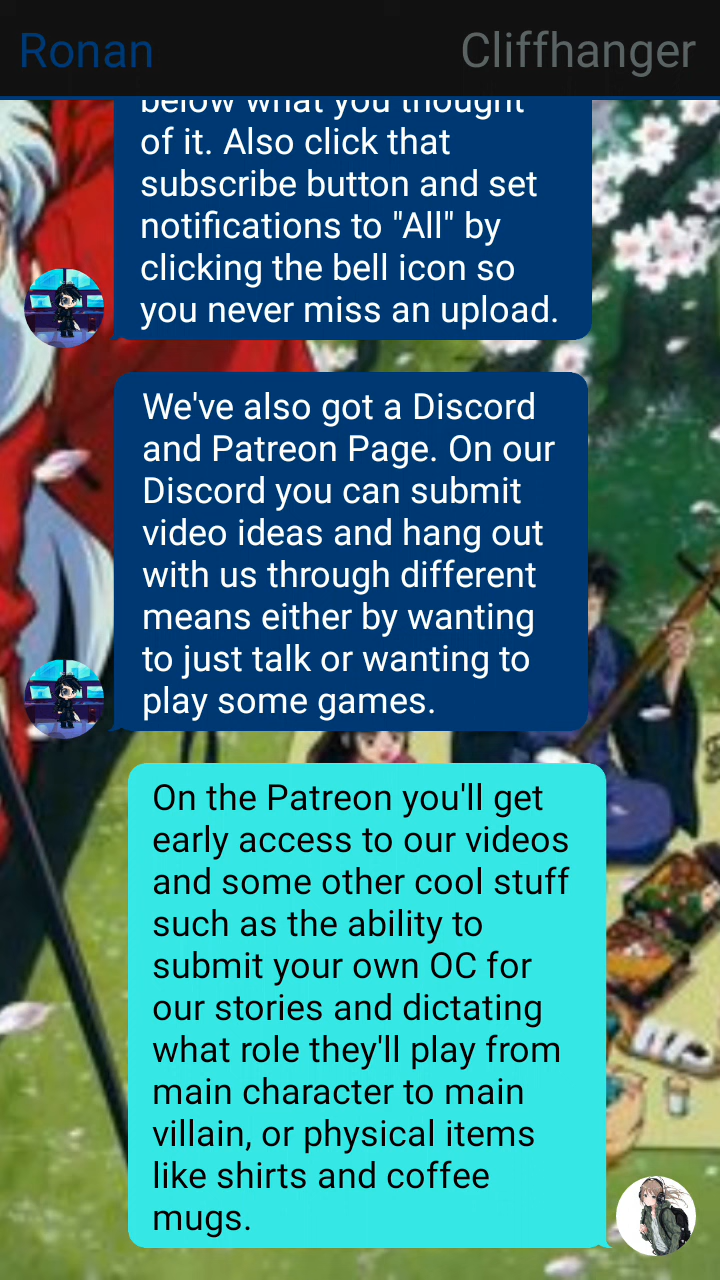 Ronan
Cliffhanger
below what you thought
of it. Also click that
subscribe button and set
notifications to "All" by
clicking the bell icon so
you never miss an upload.
We've also got a Discord
and Patreon Page. On our
Discord you can submit
video ideas and hang out
with us through different
means either by wanting
to just talk or wanting to
play some games.
On the Patreon you'll get
early access to our videos
and some other cool stuff
such as the ability to
submit your own OC for
our stories and dictating
what role they'll play from
main character to main
villain, or physical items
like shirts and coffee
mugs.